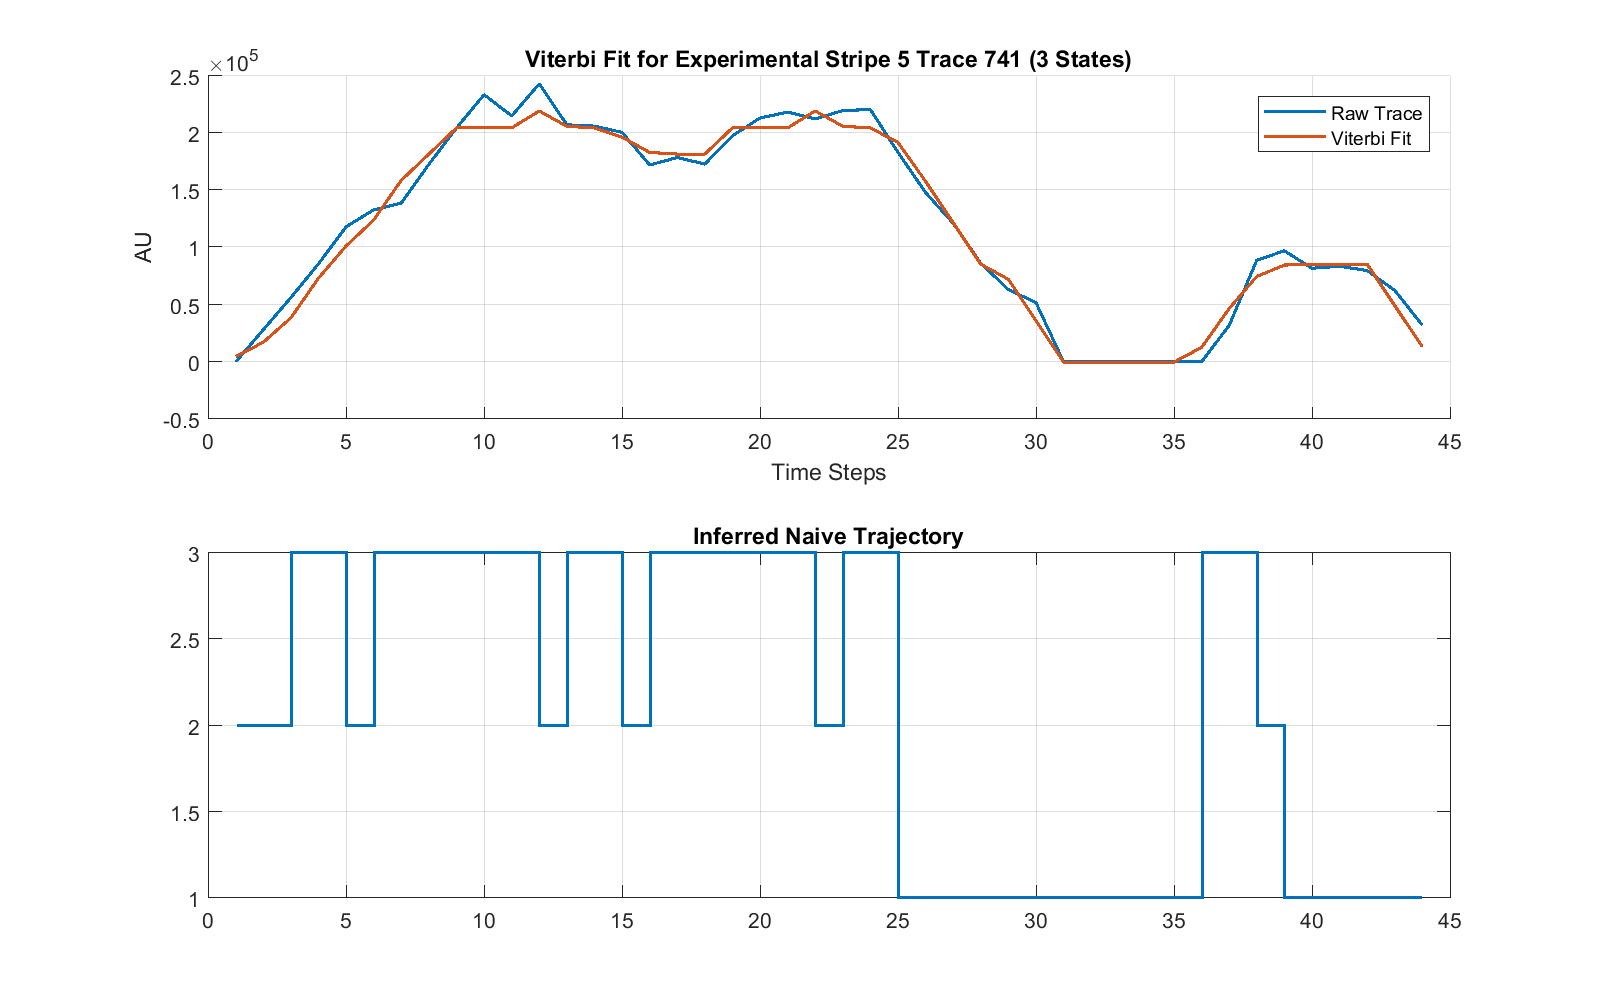 Viterbi Fit for Experimental Stripe 5 Trace 741 (3 States)
×10^5
2.5
2
1.5
1
0.5
0
-0.5
AU
Raw Trace
Viterbi Fit
0 5 10 15 20 25 30 35 40 45
Time Steps
Inferred Naive Trajectory
3
2.5
2
1.5
1
0 5 10 15 20 25 30 35 40 45